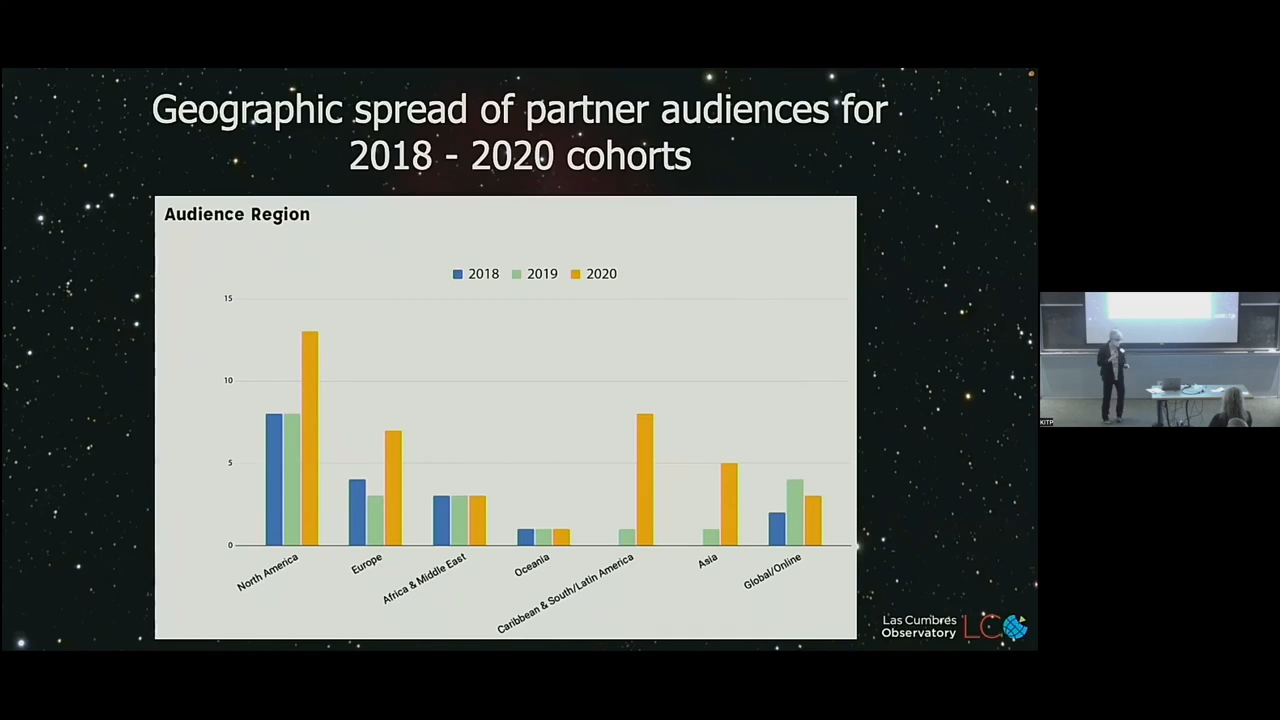 Geographic spread of partner audiences for
2018 - 2020 cohorts
Audience Region
2018 2019 2020
15
10
5
0
North America
Europe
Africa & Middle East
Oceania
Caribbean & South/Latin America
Asia
Global/Online
Las Cumbres
Observatory LCO
KITP